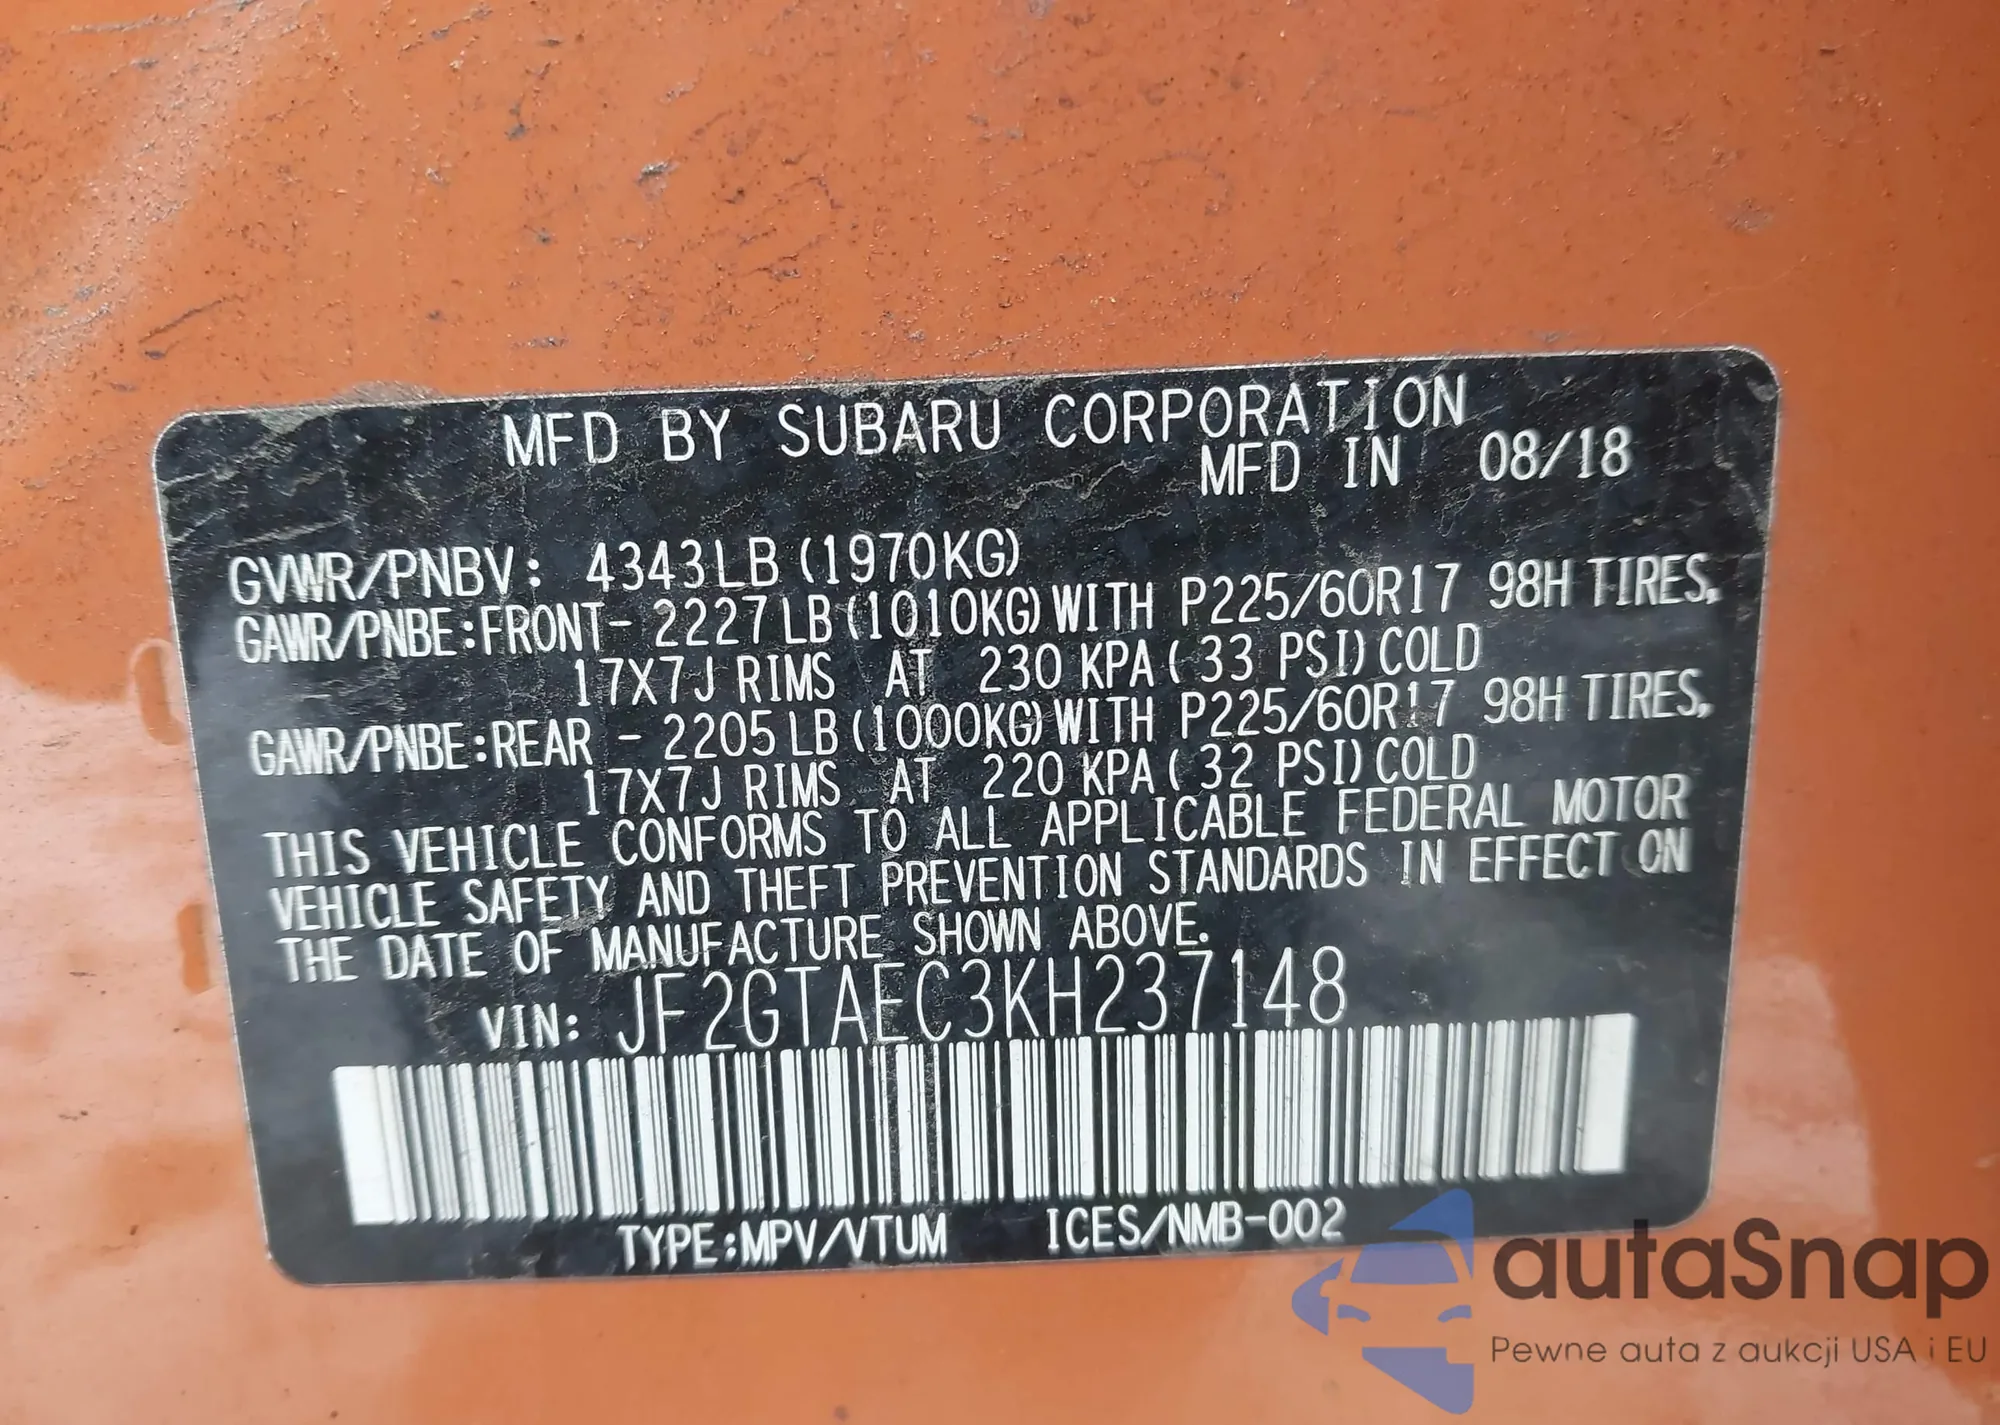 MFD BY SUBARU CORPORATION
MFD IN 08/18
GVWR/PNBV: 4343LB (1970KG)
GAWR/PNBE:FRONT- 2227LB (1010KG) WITH P225/60R17 98H TIRES,
17X7J RIMS AT 230 KPA ( 33 PSI) COLD
GAWR/PNBE:REAR - 2205LB (1000KG) WITH P225/60R17 98H TIRES,
17X7J RIMS AT 220 KPA ( 32 PSI) COLD
THIS VEHICLE CONFORMS TO ALL APPLICABLE FEDERAL MOTOR
VEHICLE SAFETY AND THEFT PREVENTION STANDARDS IN EFFECT ON
THE DATE OF MANUFACTURE SHOWN ABOVE.
VIN: JF2GTAEC3KH237148
TYPE:MPV/VTUM ICES/NMB-002
autaSnap
Pewne auta z aukcji USA i EU